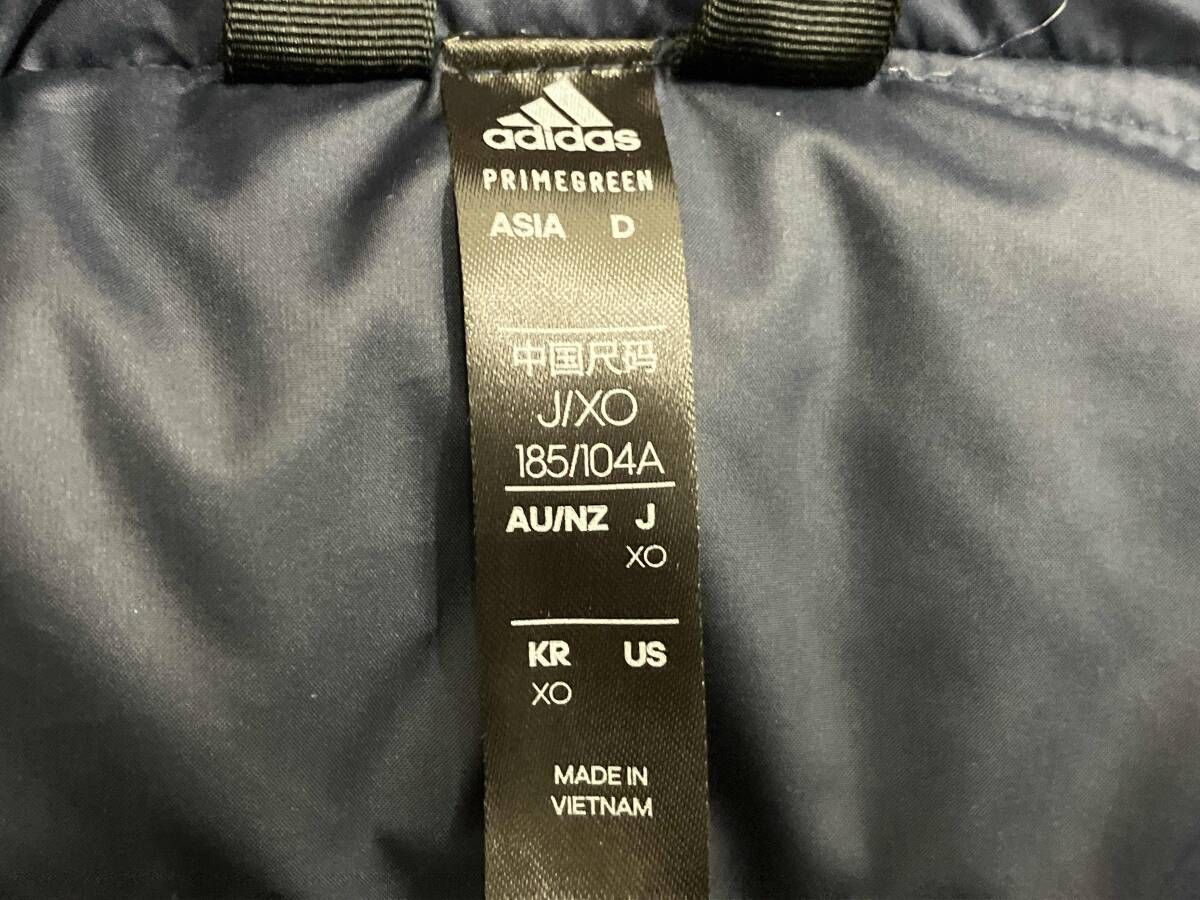 adidas
PRIMEGREEN
ASIA D
中国尺码
J/XO
185/104A
AU/NZ J
XO
KR US
XO
MADE IN
VIETNAM